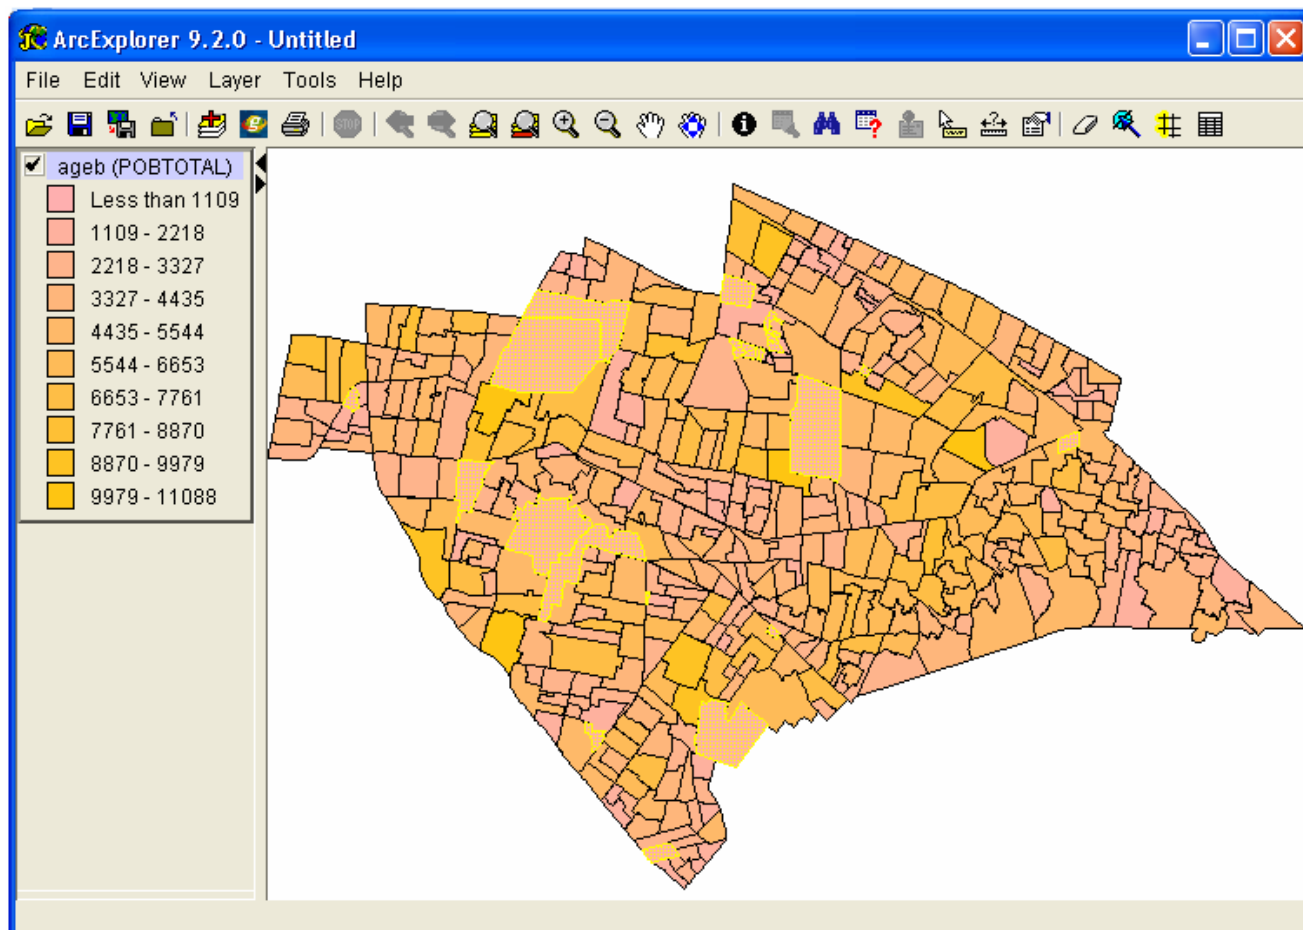 ArcExplorer 9.2.0 - Untitled
File Edit View Layer Tools Help
STOP
ageb (POBTOTAL)
Less than 1109
1109 - 2218
2218 - 3327
3327 - 4435
4435 - 5544
5544 - 6653
6653 - 7761
7761 - 8870
8870 - 9979
9979 - 11088